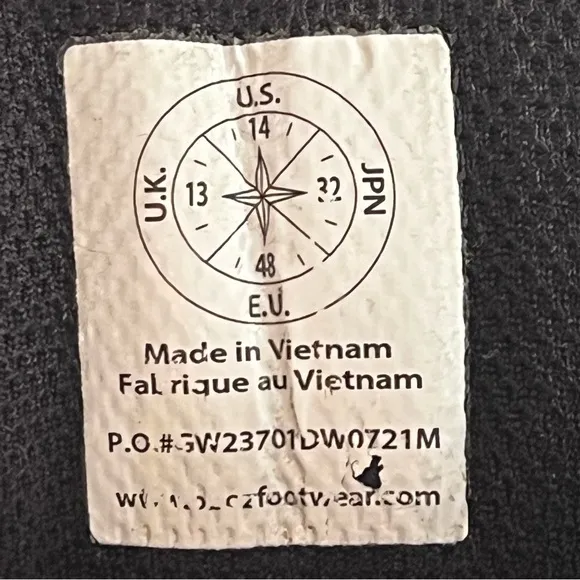 U.S.
14
U.K.
13
32
JPN
48
E.U.
Made in Vietnam
Fabrique au Vietnam
P.O.#GW23701DW0721M